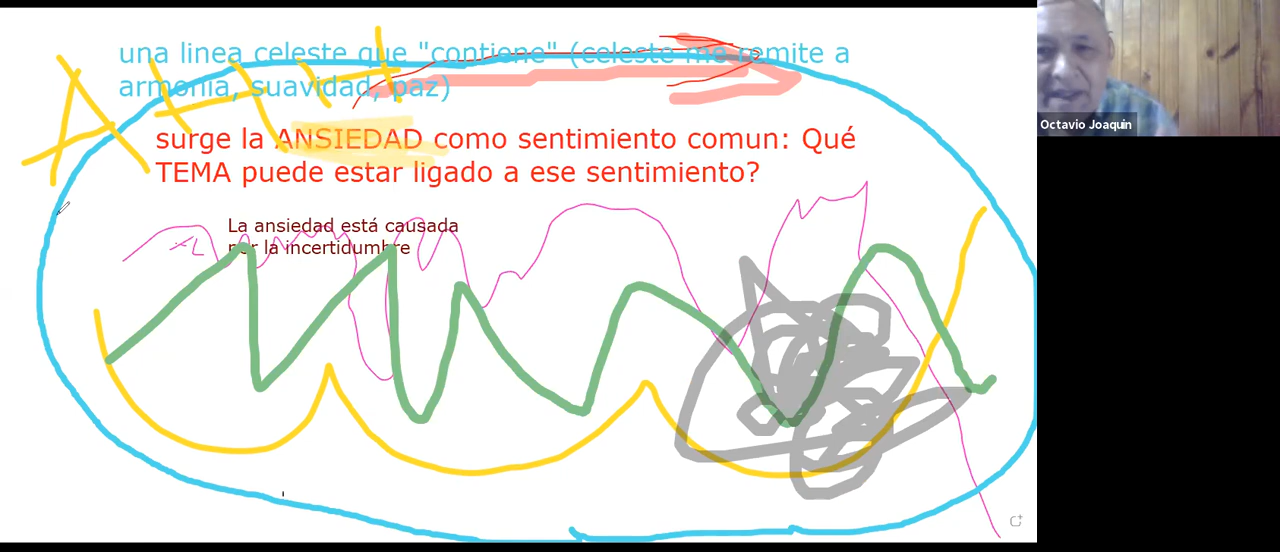 una linea celeste que "contiene" (celeste me remite a
armonia, suavidad, paz)
AHH
surge la ANSIEDAD como sentimiento comun: Qué
TEMA puede estar ligado a ese sentimiento?
La ansiedad está causada
por la incertidumbre
Octavio Joaquin